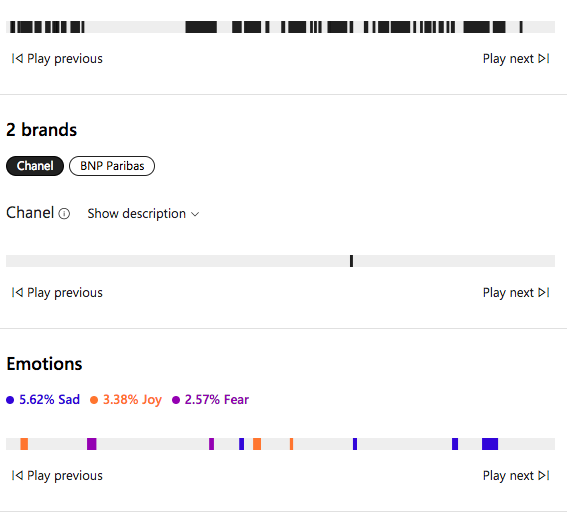 Play previous Play next
2 brands
Chanel BNP Paribas
Chanel Show description
Play previous Play next
Emotions
5.62% Sad 3.38% Joy 2.57% Fear
Play previous Play next